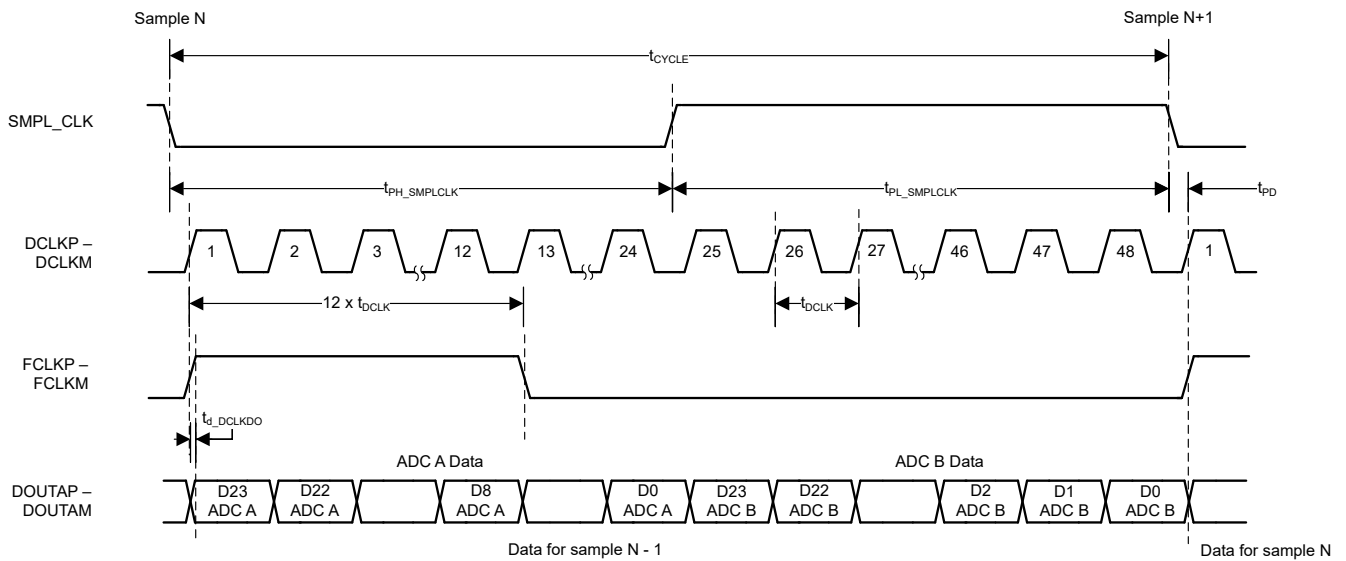 Sample N
Sample N+1
tCYCLE
SMPL_CLK
tPH_SMPLCLK
tPL_SMPLCLK
tPD
DCLKP –
DCLKM
1 2 3 12 13 24 25 26 27 46 47 48 1
12 x tDCLK
tDCLK
FCLKP –
FCLKM
td_DCLKDO
ADC A Data
ADC B Data
DOUTAP –
DOUTAM
D23 D22 D8 D0 D23 D22 D2 D1 D0
ADC A ADC A ADC A ADC A ADC B ADC B ADC B ADC B ADC B
Data for sample N - 1
Data for sample N